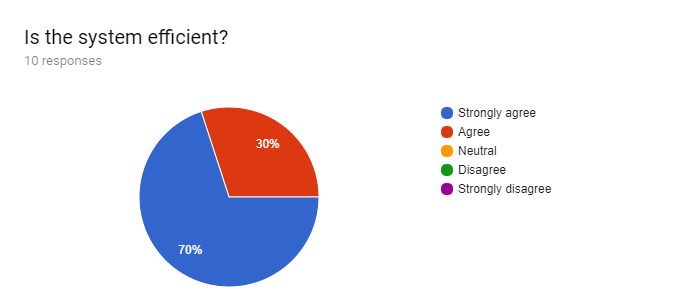 Is the system efficient?
10 responses
30%
70%
Strongly agree
Agree
Neutral
Disagree
Strongly disagree